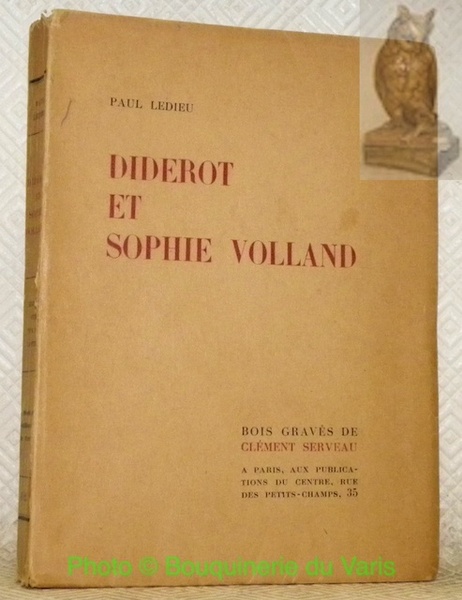 PAUL LEDIEU
DIDEROT
ET
SOPHIE VOLLAND
BOIS GRAVÉS DE
CLÉMENT SERVEAU
A PARIS, AUX PUBLICA-
TIONS DU CENTRE, RUE
DES PETITS-CHAMPS, 35
Photo © Bouquinerie du Varis